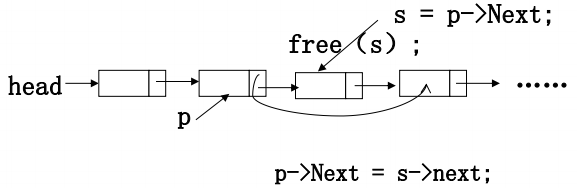 s = p->Next;
free (s) ;
head
......
p
p->Next = s->next;